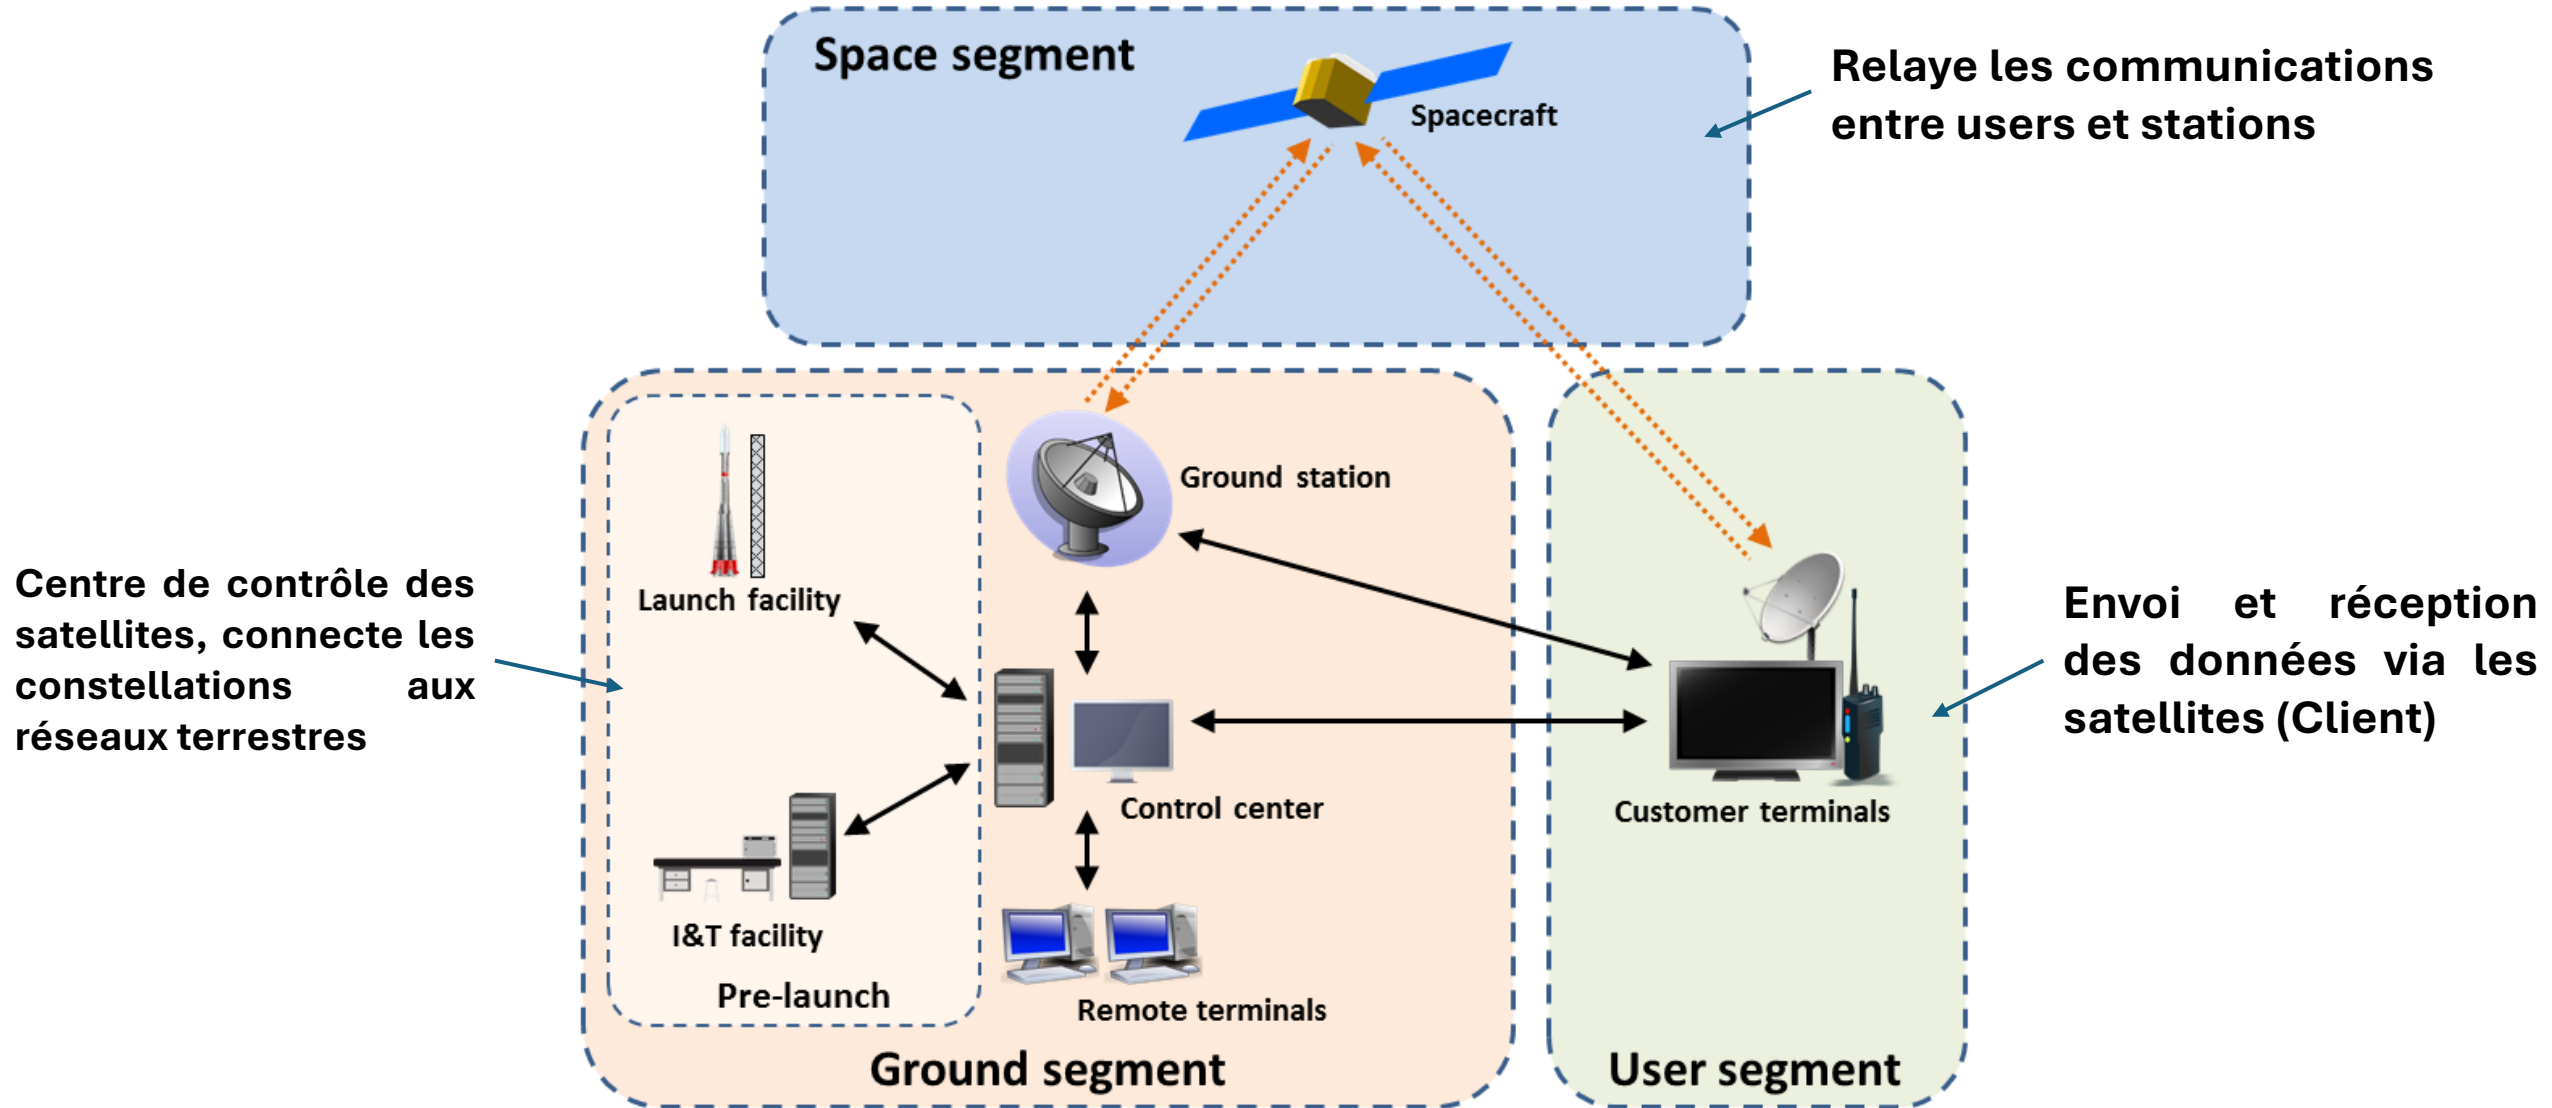 Space segment
Spacecraft
Relaye les communications
entre users et stations
Ground station
Launch facility
Centre de contrôle des
satellites, connecte les
constellations aux
réseaux terrestres
Envoi et réception
des données via les
satellites (Client)
Control center
Customer terminals
I&T facility
Pre-launch
Remote terminals
Ground segment
User segment